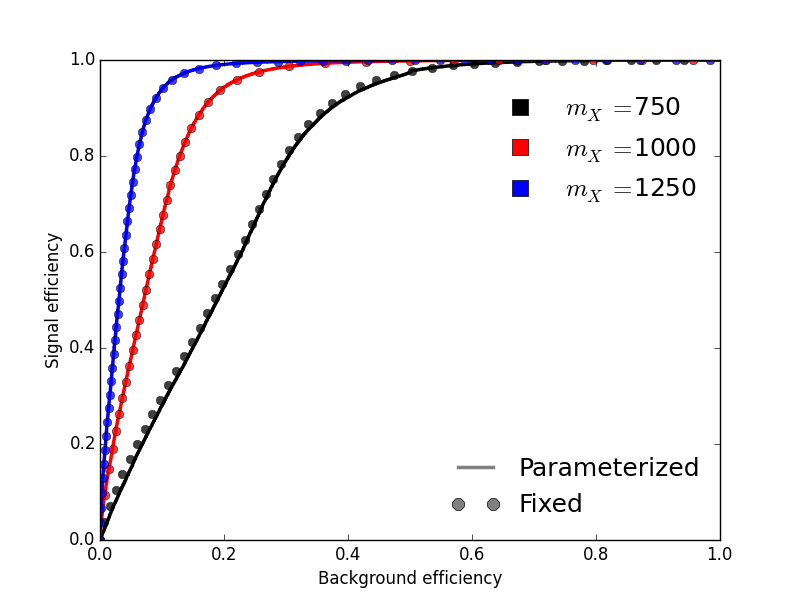 1.0
0.8
0.6
0.4
0.2
0.0
Signal efficiency
m_X =750
m_X =1000
m_X =1250
Parameterized
Fixed
0.0 0.2 0.4 0.6 0.8 1.0
Background efficiency